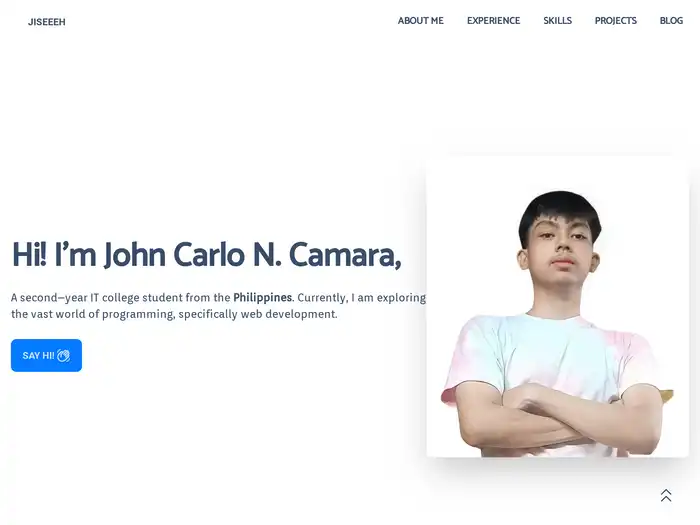 JISEEEH
ABOUT ME
EXPERIENCE
SKILLS
PROJECTS
BLOG
Hi! I'm John Carlo N. Camara,
A second–year IT college student from the Philippines. Currently, I am exploring
the vast world of programming, specifically web development.
SAY HI!